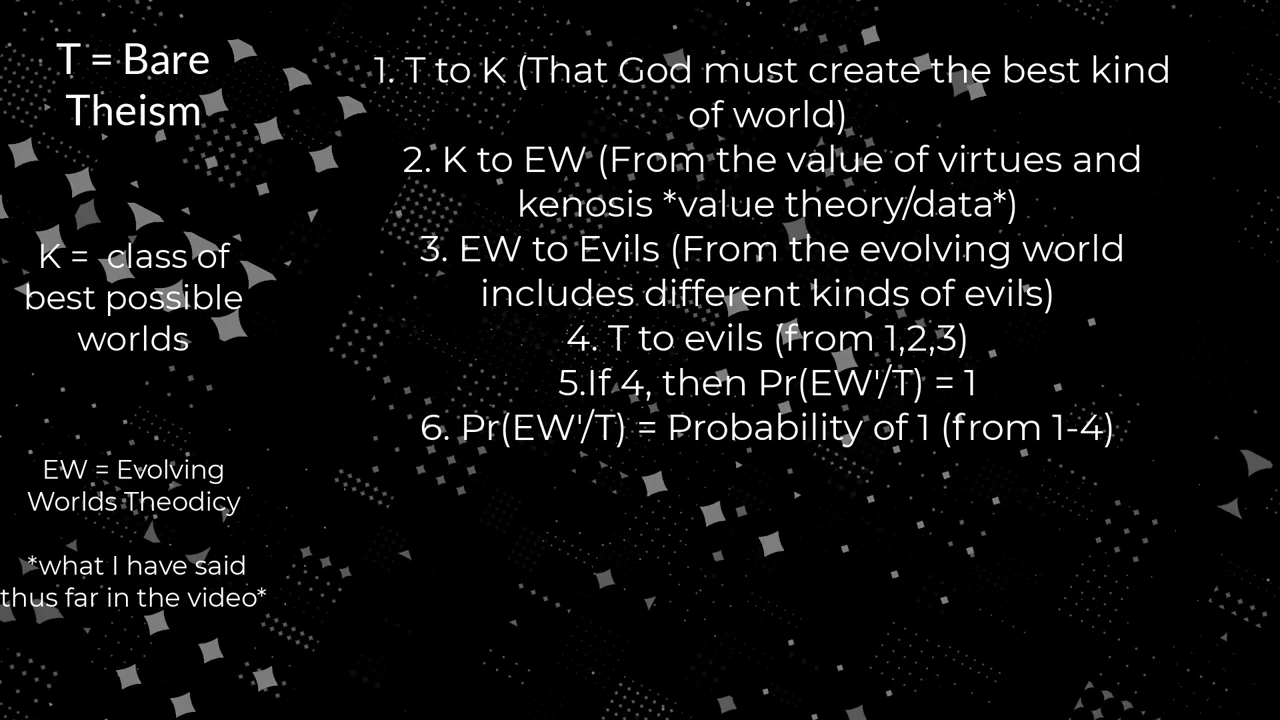 T = Bare
Theism
K =  class of
best possible
worlds
EW = Evolving
Worlds Theodicy
*what I have said
thus far in the video*
1. T to K (That God must create the best kind
of world)
2. K to EW (From the value of virtues and
kenosis *value theory/data*)
3. EW to Evils (From the evolving world
includes different kinds of evils)
4. T to evils (from 1,2,3)
5.If 4, then Pr(EW'/T) = 1
6. Pr(EW'/T) = Probability of 1 (from 1-4)